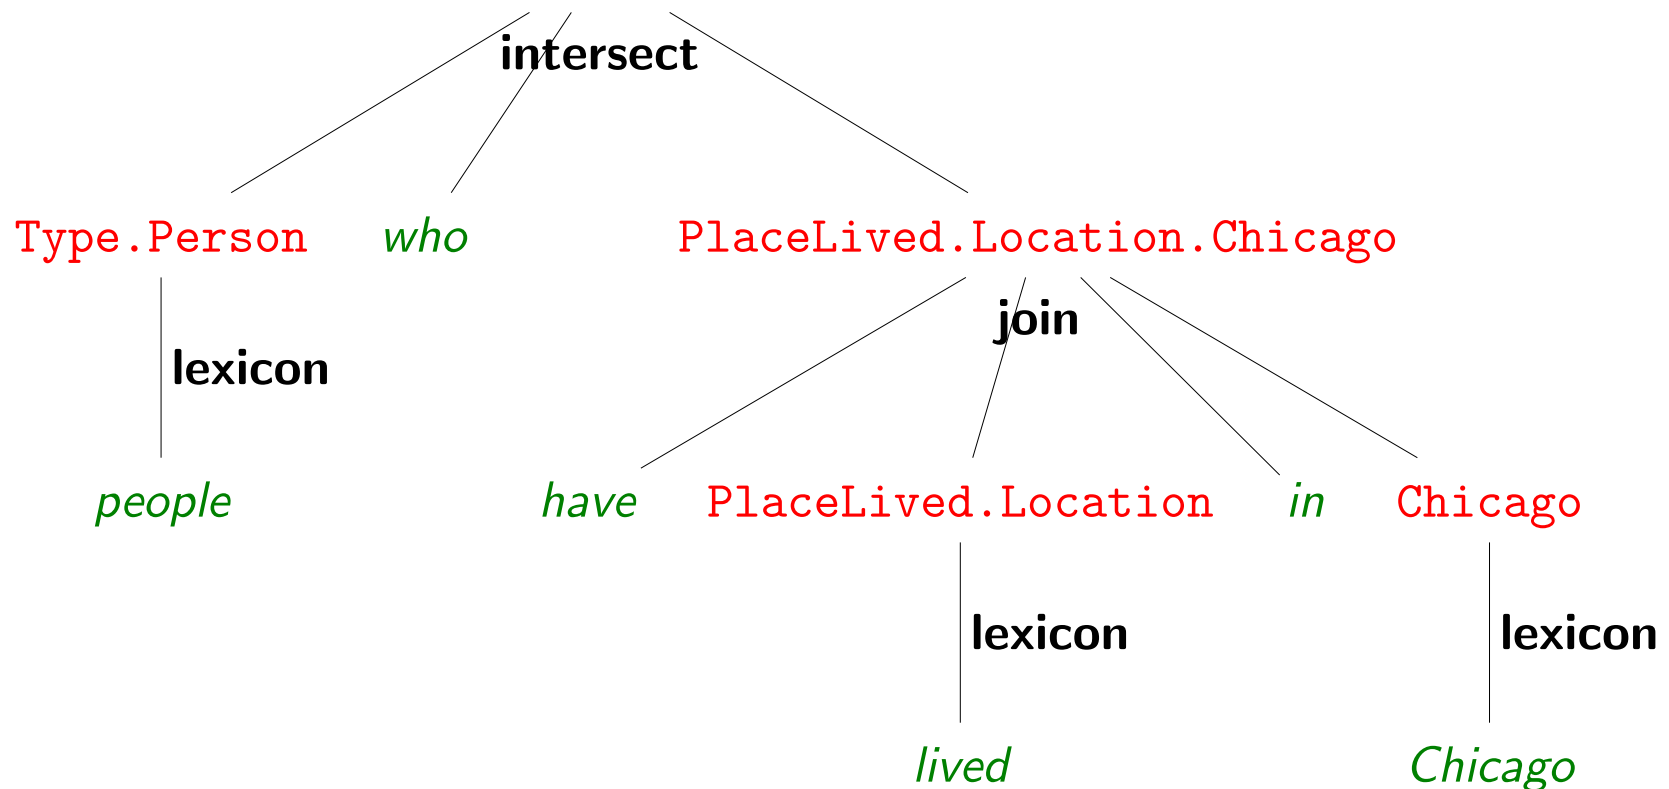 intersect
Type.Person who PlaceLived.Location.Chicago
join
lexicon
people have PlaceLived.Location in Chicago
lexicon lexicon
lived Chicago